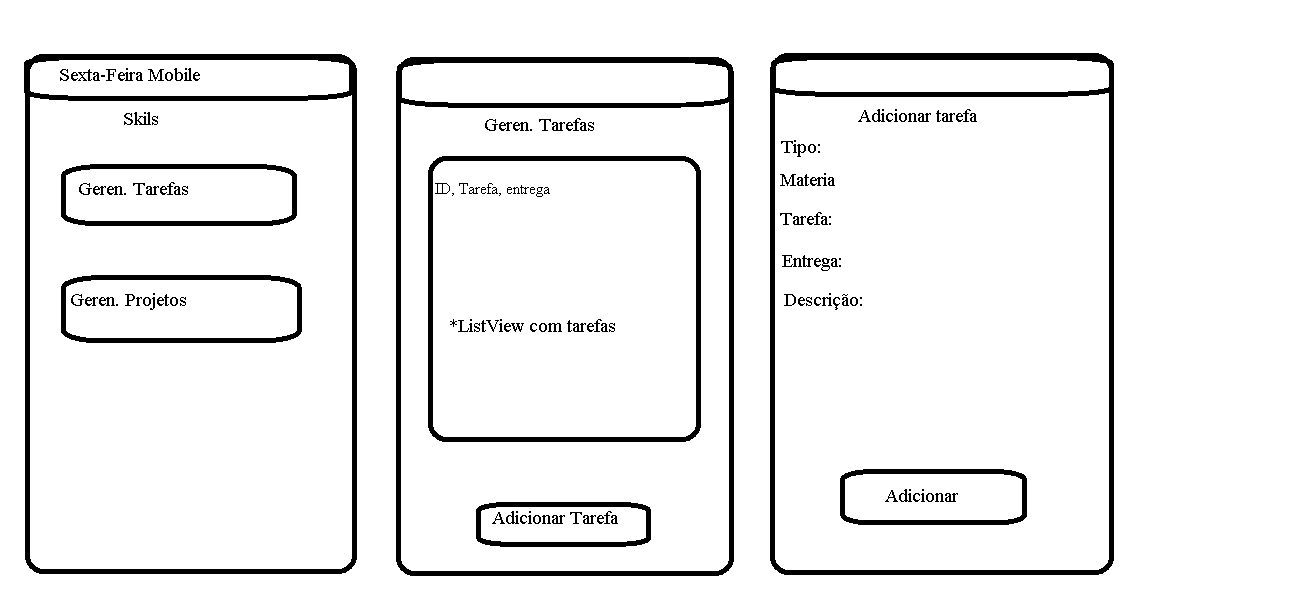 Sexta-Feira Mobile
Skils
Geren. Tarefas
Geren. Projetos
Geren. Tarefas
ID, Tarefa, entrega
*ListView com tarefas
Adicionar Tarefa
Adicionar tarefa
Tipo:
Materia
Tarefa:
Entrega:
Descrição:
Adicionar